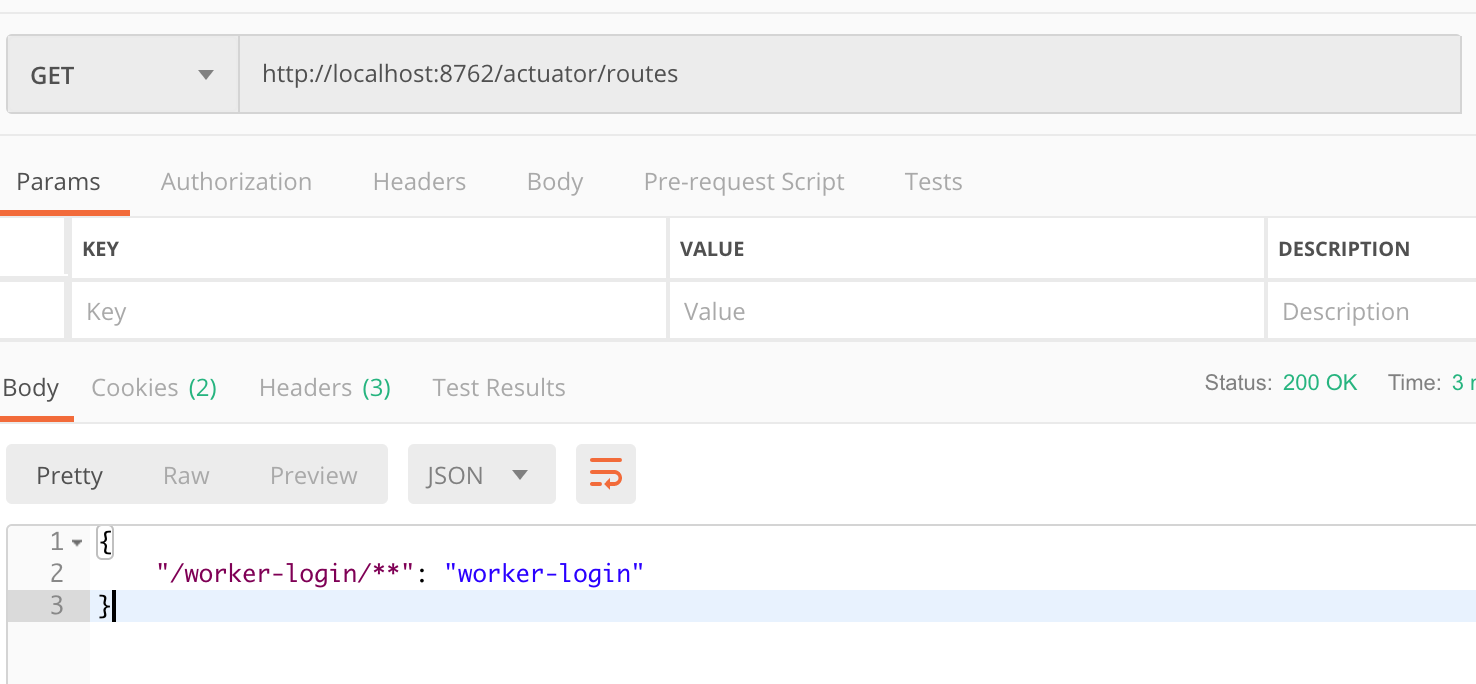 GET http://localhost:8762/actuator/routes
Params Authorization Headers Body Pre-request Script Tests
KEY VALUE DESCRIPTION
Key Value Description
Body Cookies (2) Headers (3) Test Results Status: 200 OK Time: 3
Pretty Raw Preview JSON
1 {
2 "/worker-login/**": "worker-login"
3 }